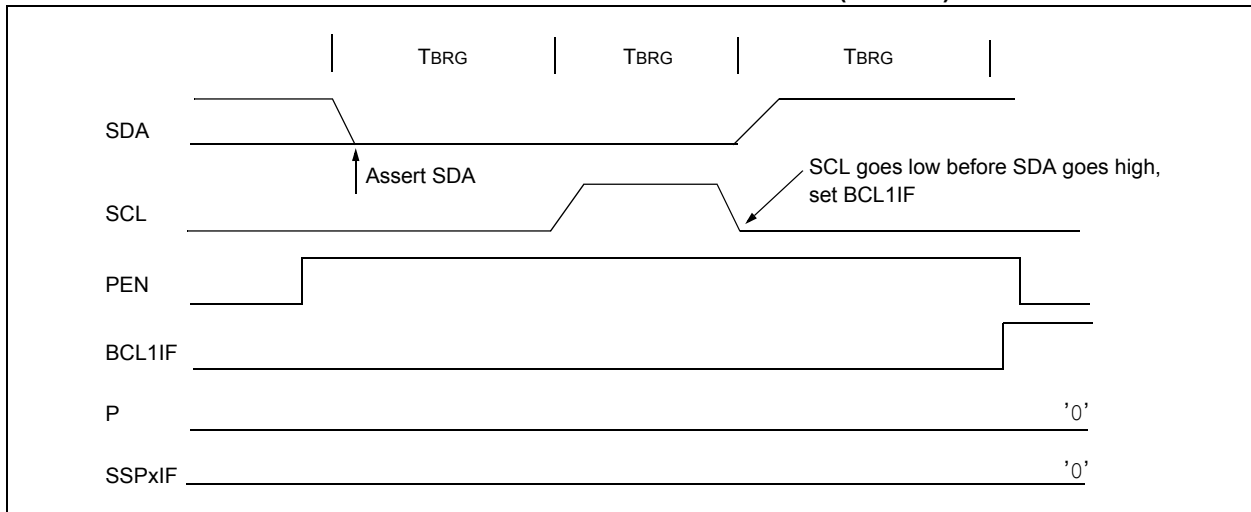 TBRG TBRG TBRG
SDA
Assert SDA
SCL goes low before SDA goes high,
set BCL1IF
SCL
PEN
BCL1IF
P '0'
SSPxIF '0'